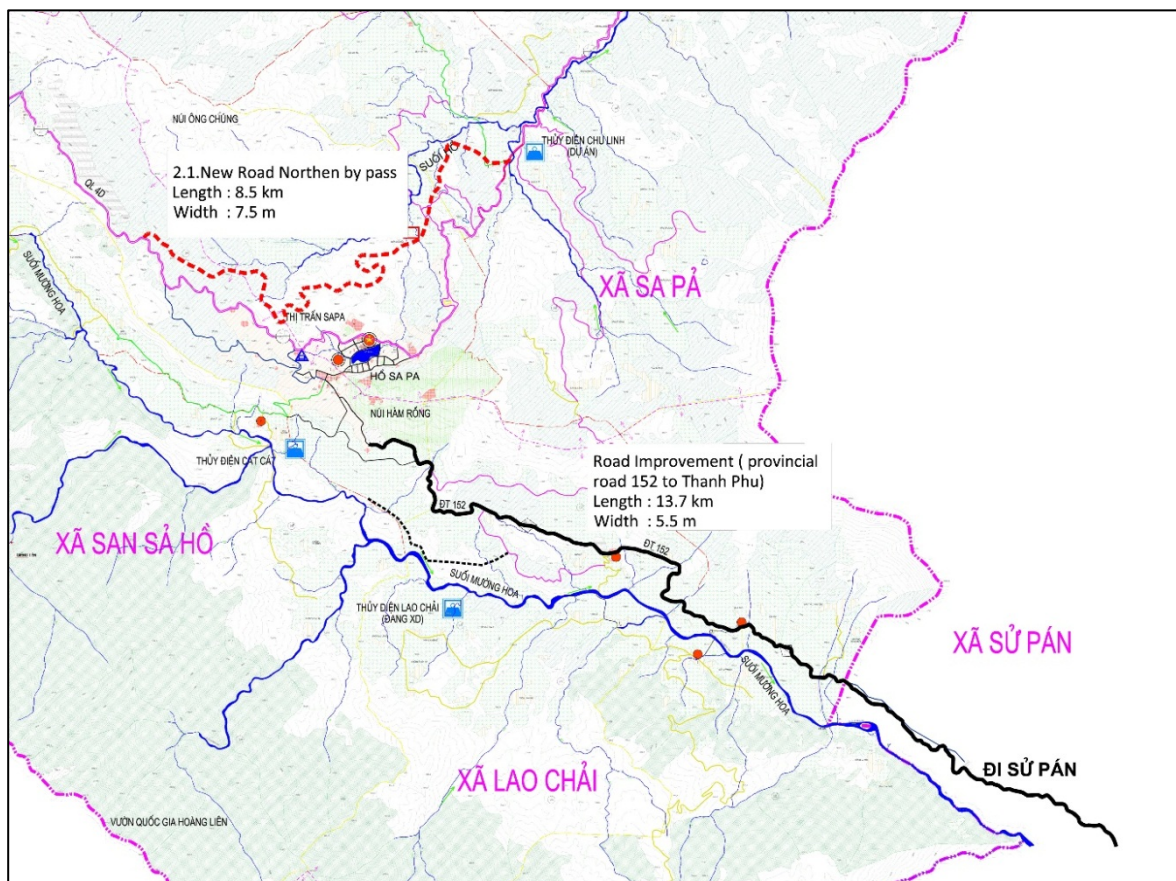 NÚI ÔNG CHÚNG
SUỐI HỒ
THỦY ĐIỆN CHU LINH
(DỰ ÁN)
2.1.New Road Northen by pass
Length : 8.5 km
Width : 7.5 m
QL 4D
SUỐI MƯỜNG HOA
XÃ SA PẢ
THỊ TRẤN SAPA
HỒ SA PA
NÚI HÀM RỒNG
THỦY ĐIỆN CÁT CÁT
Road Improvement ( provincial
road 152 to Thanh Phu)
Length : 13.7 km
Width : 5.5 m
ĐT 152
ĐT 152
XÃ SAN SẢ HỒ
SUỐI MƯỜNG HOA
THỦY ĐIỆN LAO CHẢI
(ĐANG XD)
XÃ SỬ PÁN
SUỐI MƯỜNG HOA
XÃ LAO CHẢI
ĐI SỬ PÁN
VƯỜN QUỐC GIA HOÀNG LIÊN